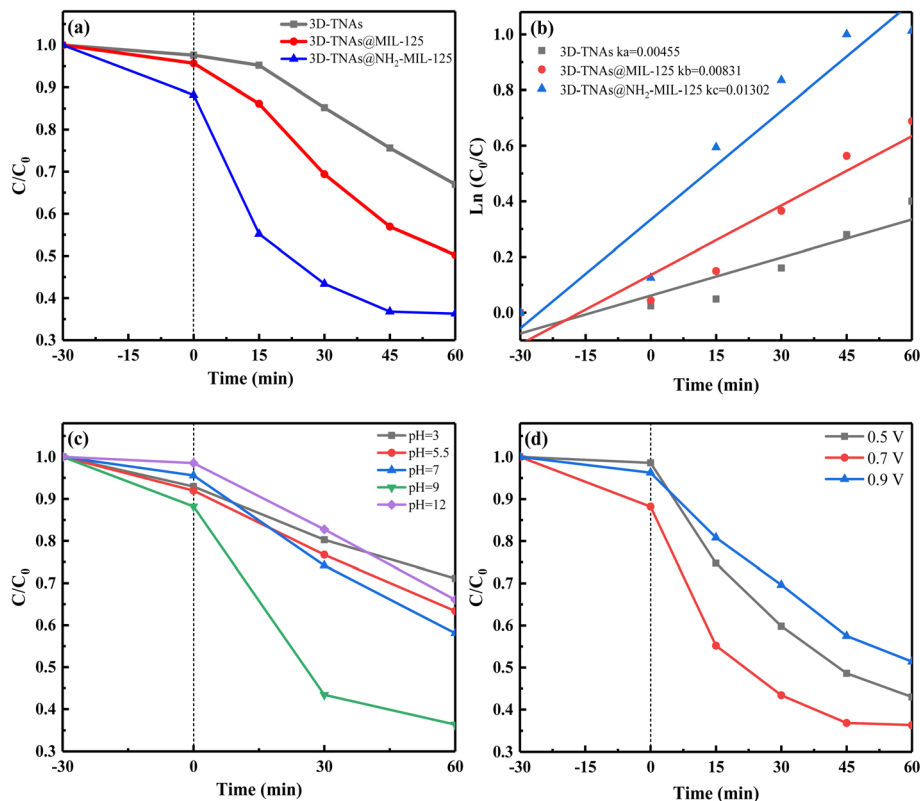 (a)
3D-TNAs
3D-TNAs@MIL-125
3D-TNAs@NH₂-MIL-125
1.0
0.9
0.8
0.7
0.6
0.5
0.4
0.3
C/C₀
-30 -15 0 15 30 45 60
Time (min)
(b)
3D-TNAs ka=0.00455
3D-TNAs@MIL-125 kb=0.00831
3D-TNAs@NH₂-MIL-125 kc=0.01302
1.0
0.8
0.6
0.4
0.2
0.0
Ln (C₀/C)
-30 -15 0 15 30 45 60
Time (min)
(c)
pH=3
pH=5.5
pH=7
pH=9
pH=12
1.0
0.9
0.8
0.7
0.6
0.5
0.4
0.3
C/C₀
-30 0 30 60
Time (min)
(d)
0.5 V
0.7 V
0.9 V
1.0
0.9
0.8
0.7
0.6
0.5
0.4
0.3
C/C₀
-30 -15 0 15 30 45 60
Time (min)